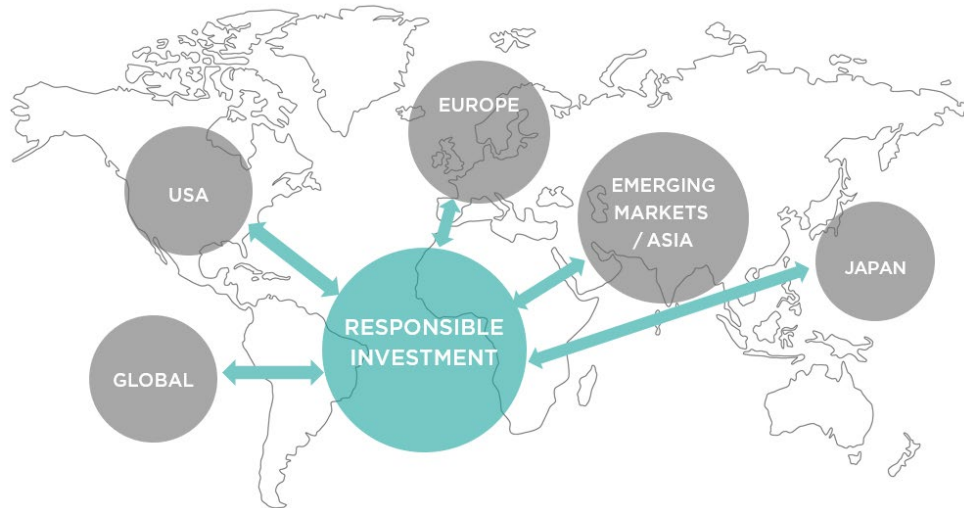 EUROPE
USA
EMERGING
MARKETS
/ ASIA
JAPAN
RESPONSIBLE
INVESTMENT
GLOBAL